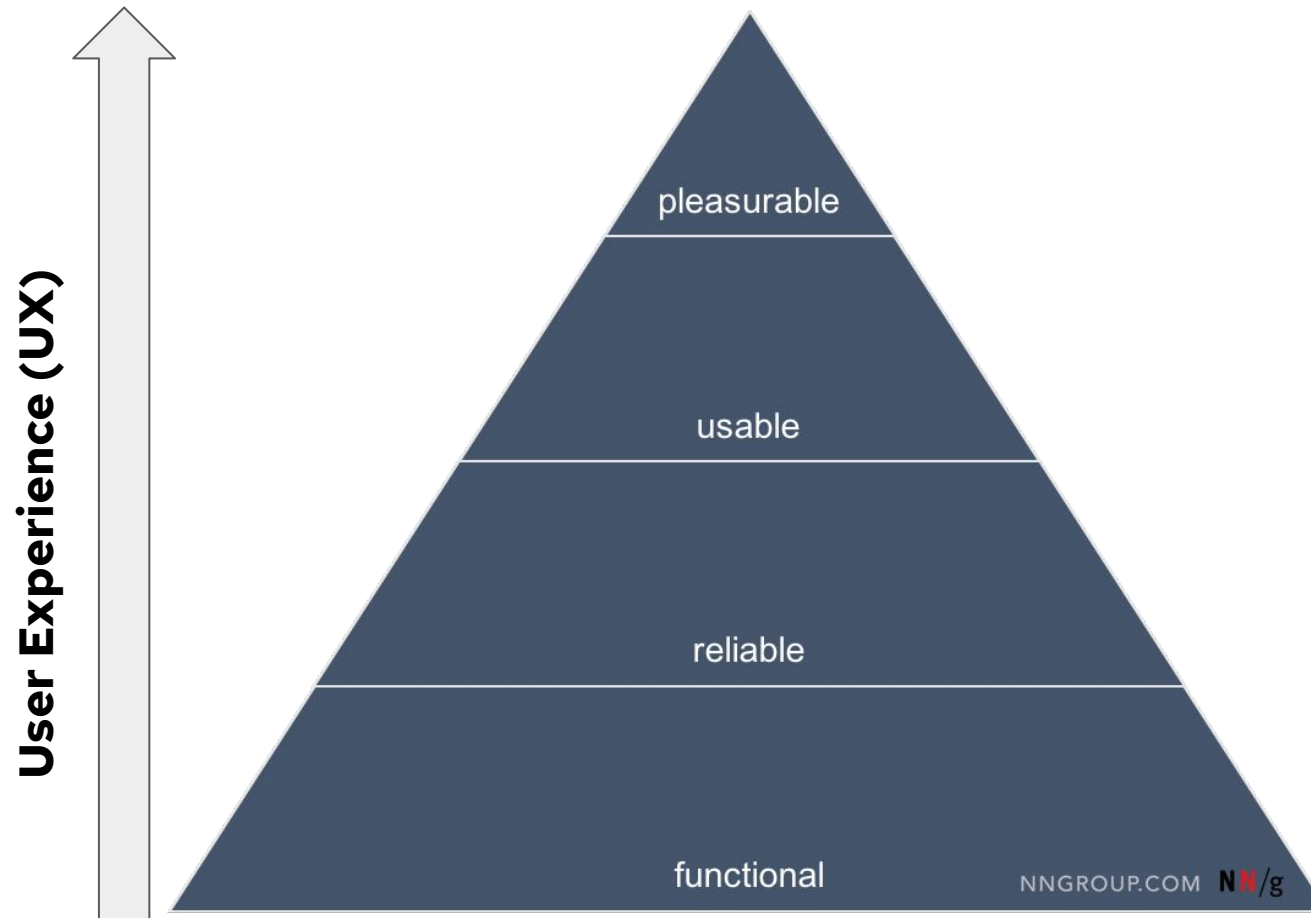 User Experience (UX)
pleasurable
usable
reliable
functional
NNGROUP.COM NN/g